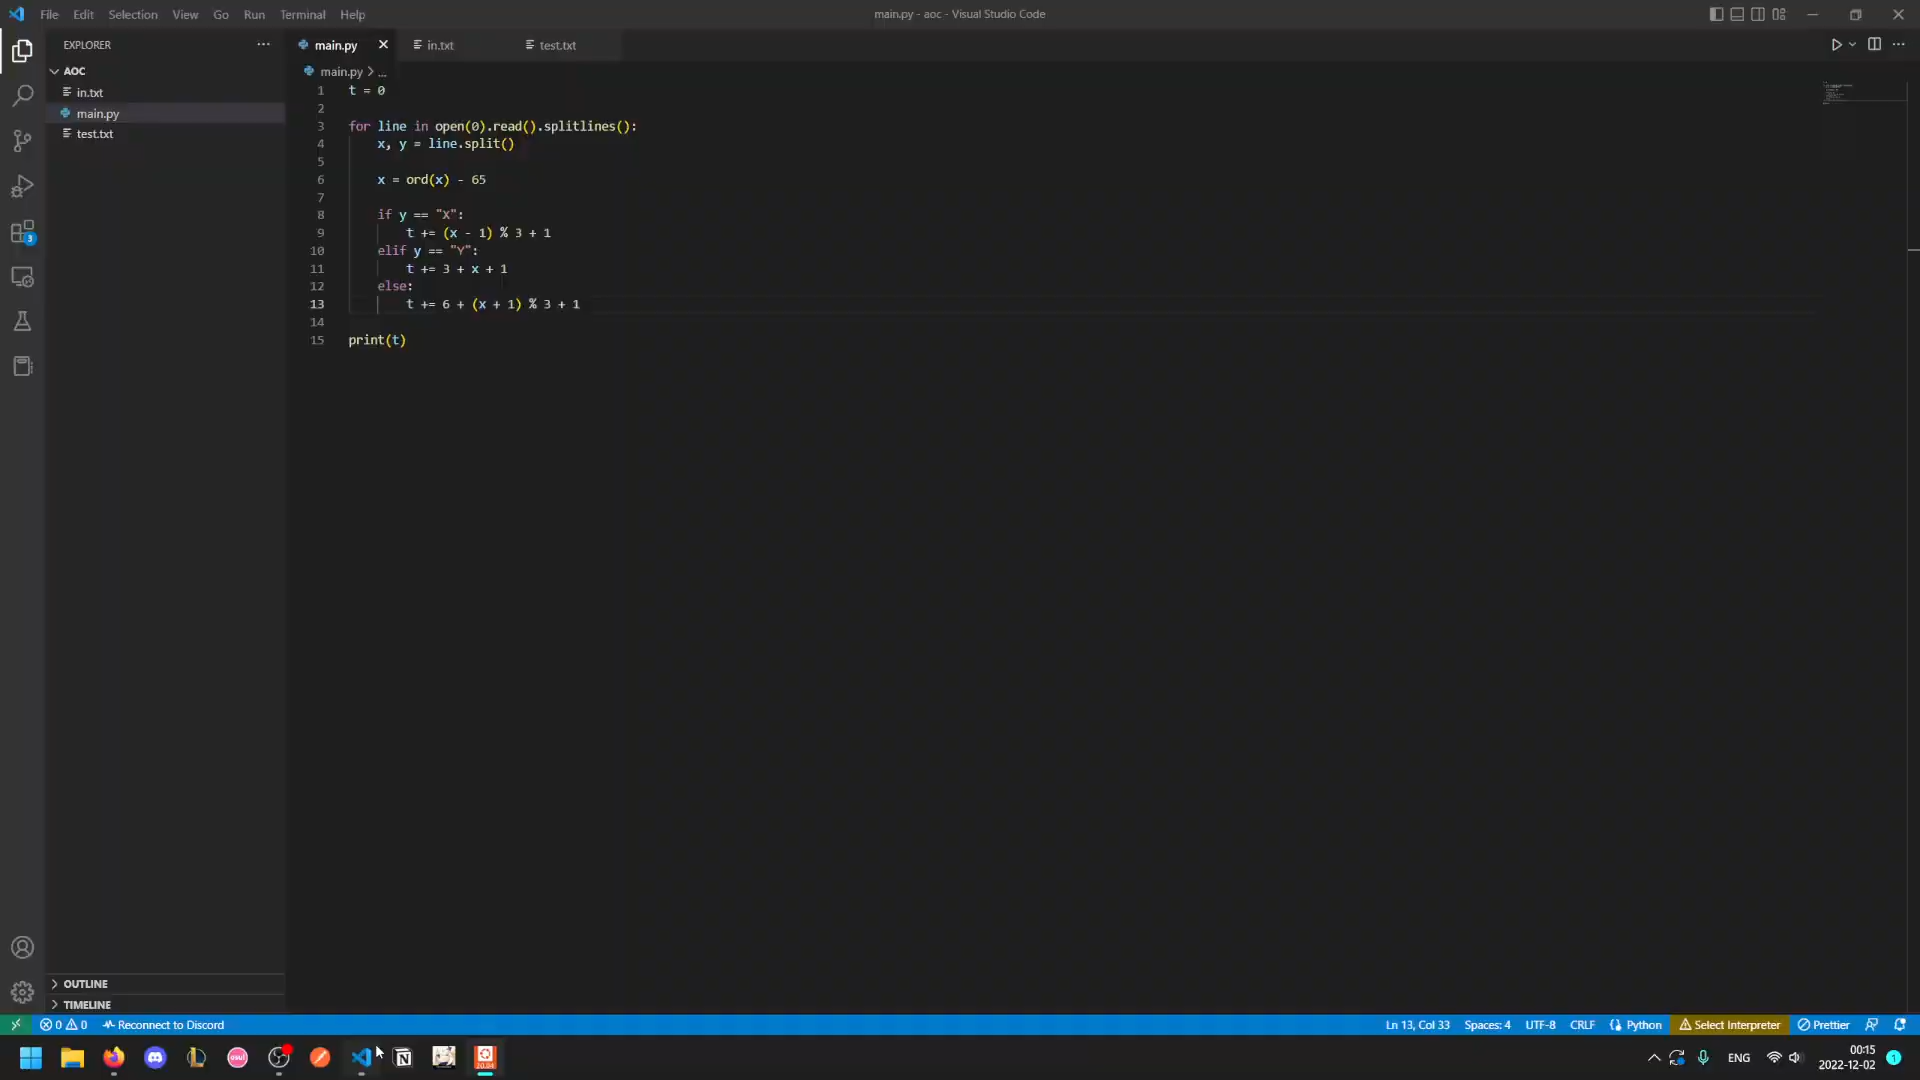 File Edit Selection View Go Run Terminal Help
main.py - aoc - Visual Studio Code
EXPLORER
main.py
in.txt
test.txt
AOC
in.txt
main.py
test.txt
main.py > ...
1 t = 0
2
3 for line in open(0).read().splitlines():
4 x, y = line.split()
5
6 x = ord(x) - 65
7
8 if y == "X":
9 t += (x - 1) % 3 + 1
10 elif y == "Y":
11 t += 3 + x + 1
12 else:
13 t += 6 + (x + 1) % 3 + 1
14
15 print(t)
3
OUTLINE
TIMELINE
0 0 Reconnect to Discord
Ln 13, Col 33 Spaces: 4 UTF-8 CRLF Python Select Interpreter Prettier
osu!
20.04
ENG
00:15
2022-12-02
1